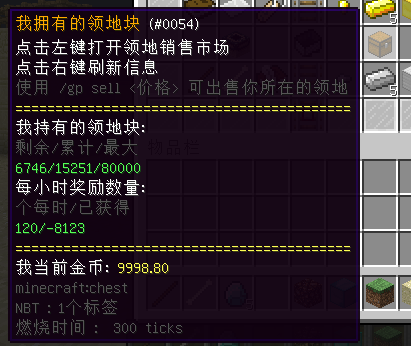 我拥有的领地块 (#0054)
点击左键打开领地销售市场
点击右键刷新信息
使用 /gp sell <价格> 可出售你所在的领地
=====================================
我持有的领地块:
剩余/累计/最大
6746/15251/80000
每小时奖励数量:
个每时/已获得
120/-8123
=====================================
我当前金币: 9998.80
minecraft:chest
NBT : 1个标签
燃烧时间 : 300 ticks
5
5